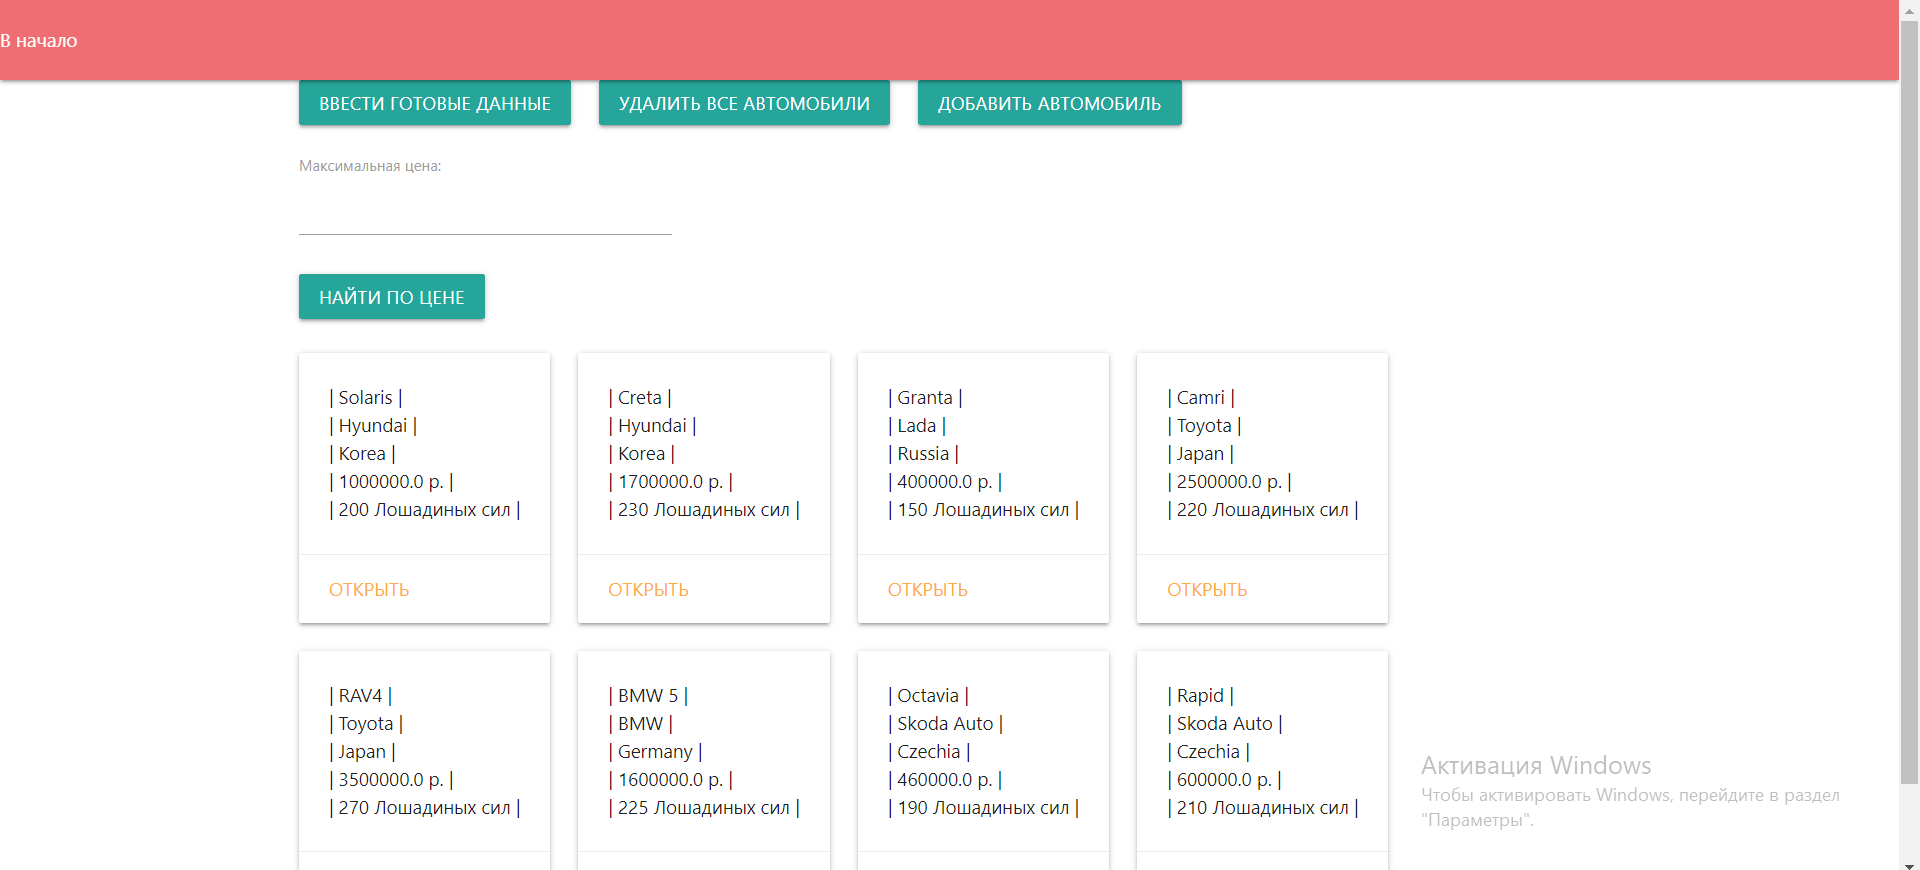 В начало
ВВЕСТИ ГОТОВЫЕ ДАННЫЕ
УДАЛИТЬ ВСЕ АВТОМОБИЛИ
ДОБАВИТЬ АВТОМОБИЛЬ
Максимальная цена:
НАЙТИ ПО ЦЕНЕ
| Solaris |
| Hyundai |
| Korea |
| 1000000.0 р. |
| 200 Лошадиных сил |
ОТКРЫТЬ
| Creta |
| Hyundai |
| Korea |
| 1700000.0 р. |
| 230 Лошадиных сил |
ОТКРЫТЬ
| Granta |
| Lada |
| Russia |
| 400000.0 р. |
| 150 Лошадиных сил |
ОТКРЫТЬ
| Camri |
| Toyota |
| Japan |
| 2500000.0 р. |
| 220 Лошадиных сил |
ОТКРЫТЬ
| RAV4 |
| Toyota |
| Japan |
| 3500000.0 р. |
| 270 Лошадиных сил |
| BMW 5 |
| BMW |
| Germany |
| 1600000.0 р. |
| 225 Лошадиных сил |
| Octavia |
| Skoda Auto |
| Czechia |
| 460000.0 р. |
| 190 Лошадиных сил |
| Rapid |
| Skoda Auto |
| Czechia |
| 600000.0 р. |
| 210 Лошадиных сил |
Активация Windows
Чтобы активировать Windows, перейдите в раздел
"Параметры".